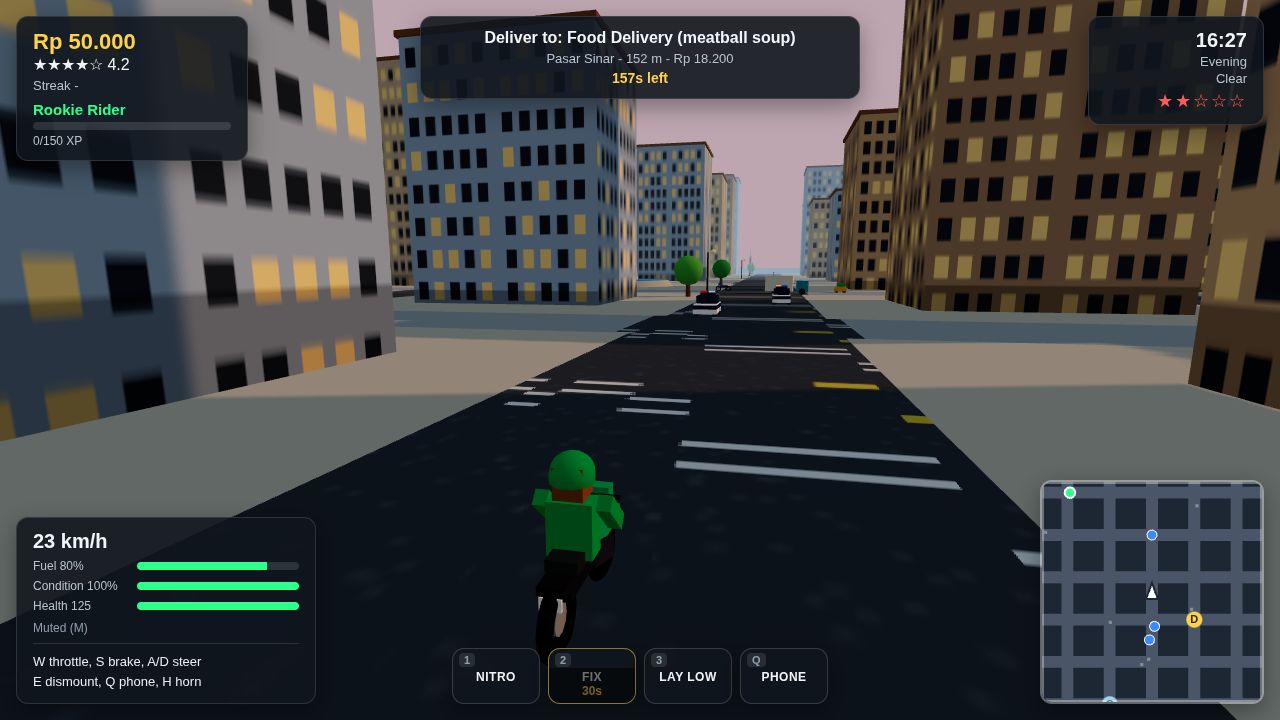 Rp 50.000
★★★★☆ 4.2
Streak -
Rookie Rider
0/150 XP
Deliver to: Food Delivery (meatball soup)
Pasar Sinar - 152 m - Rp 18.200
157s left
16:27
Evening
Clear
★★☆☆☆
23 km/h
Fuel 80%
Condition 100%
Health 125
Muted (M)
W throttle, S brake, A/D steer
E dismount, Q phone, H horn
1
NITRO
2
FIX
30s
3
LAY LOW
Q
PHONE
D